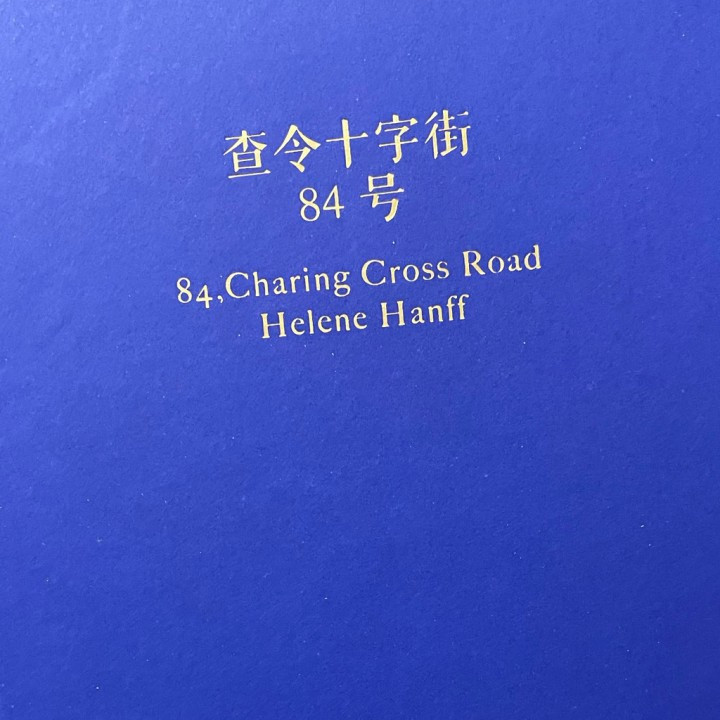 查令十字街
84 号
84,Charing Cross Road
Helene Hanff